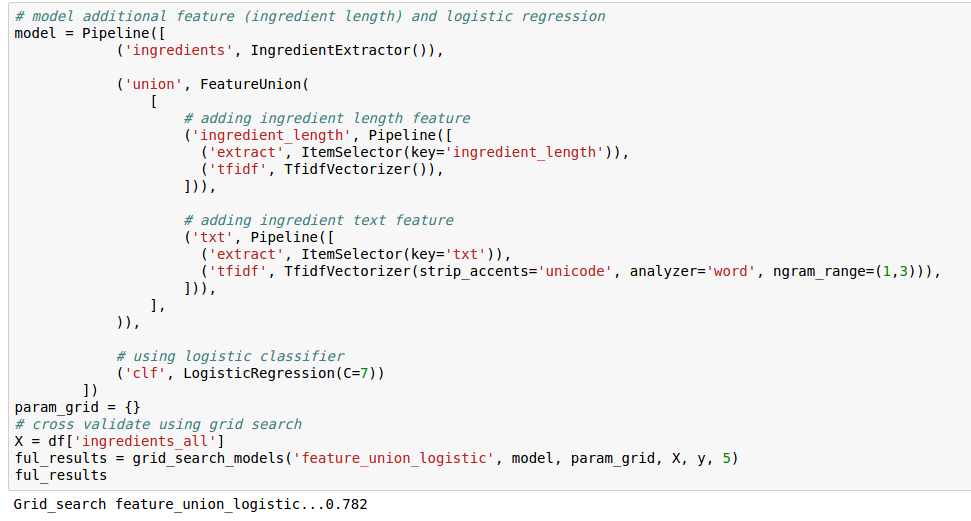 # model additional feature (ingredient length) and logistic regression
model = Pipeline([
            ('ingredients', IngredientExtractor()),

            ('union', FeatureUnion(
                [
                    # adding ingredient length feature
                    ('ingredient_length', Pipeline([
                      ('extract', ItemSelector(key='ingredient_length')),
                      ('tfidf', TfidfVectorizer()),
                    ])),

                    # adding ingredient text feature
                    ('txt', Pipeline([
                      ('extract', ItemSelector(key='txt')),
                      ('tfidf', TfidfVectorizer(strip_accents='unicode', analyzer='word', ngram_range=(1,3))),
                    ])),
                ],
            )),

            # using logistic classifier
            ('clf', LogisticRegression(C=7))
        ])
param_grid = {}
# cross validate using grid search
X = df['ingredients_all']
ful_results = grid_search_models('feature_union_logistic', model, param_grid, X, y, 5)
ful_results
Grid_search feature_union_logistic...0.782